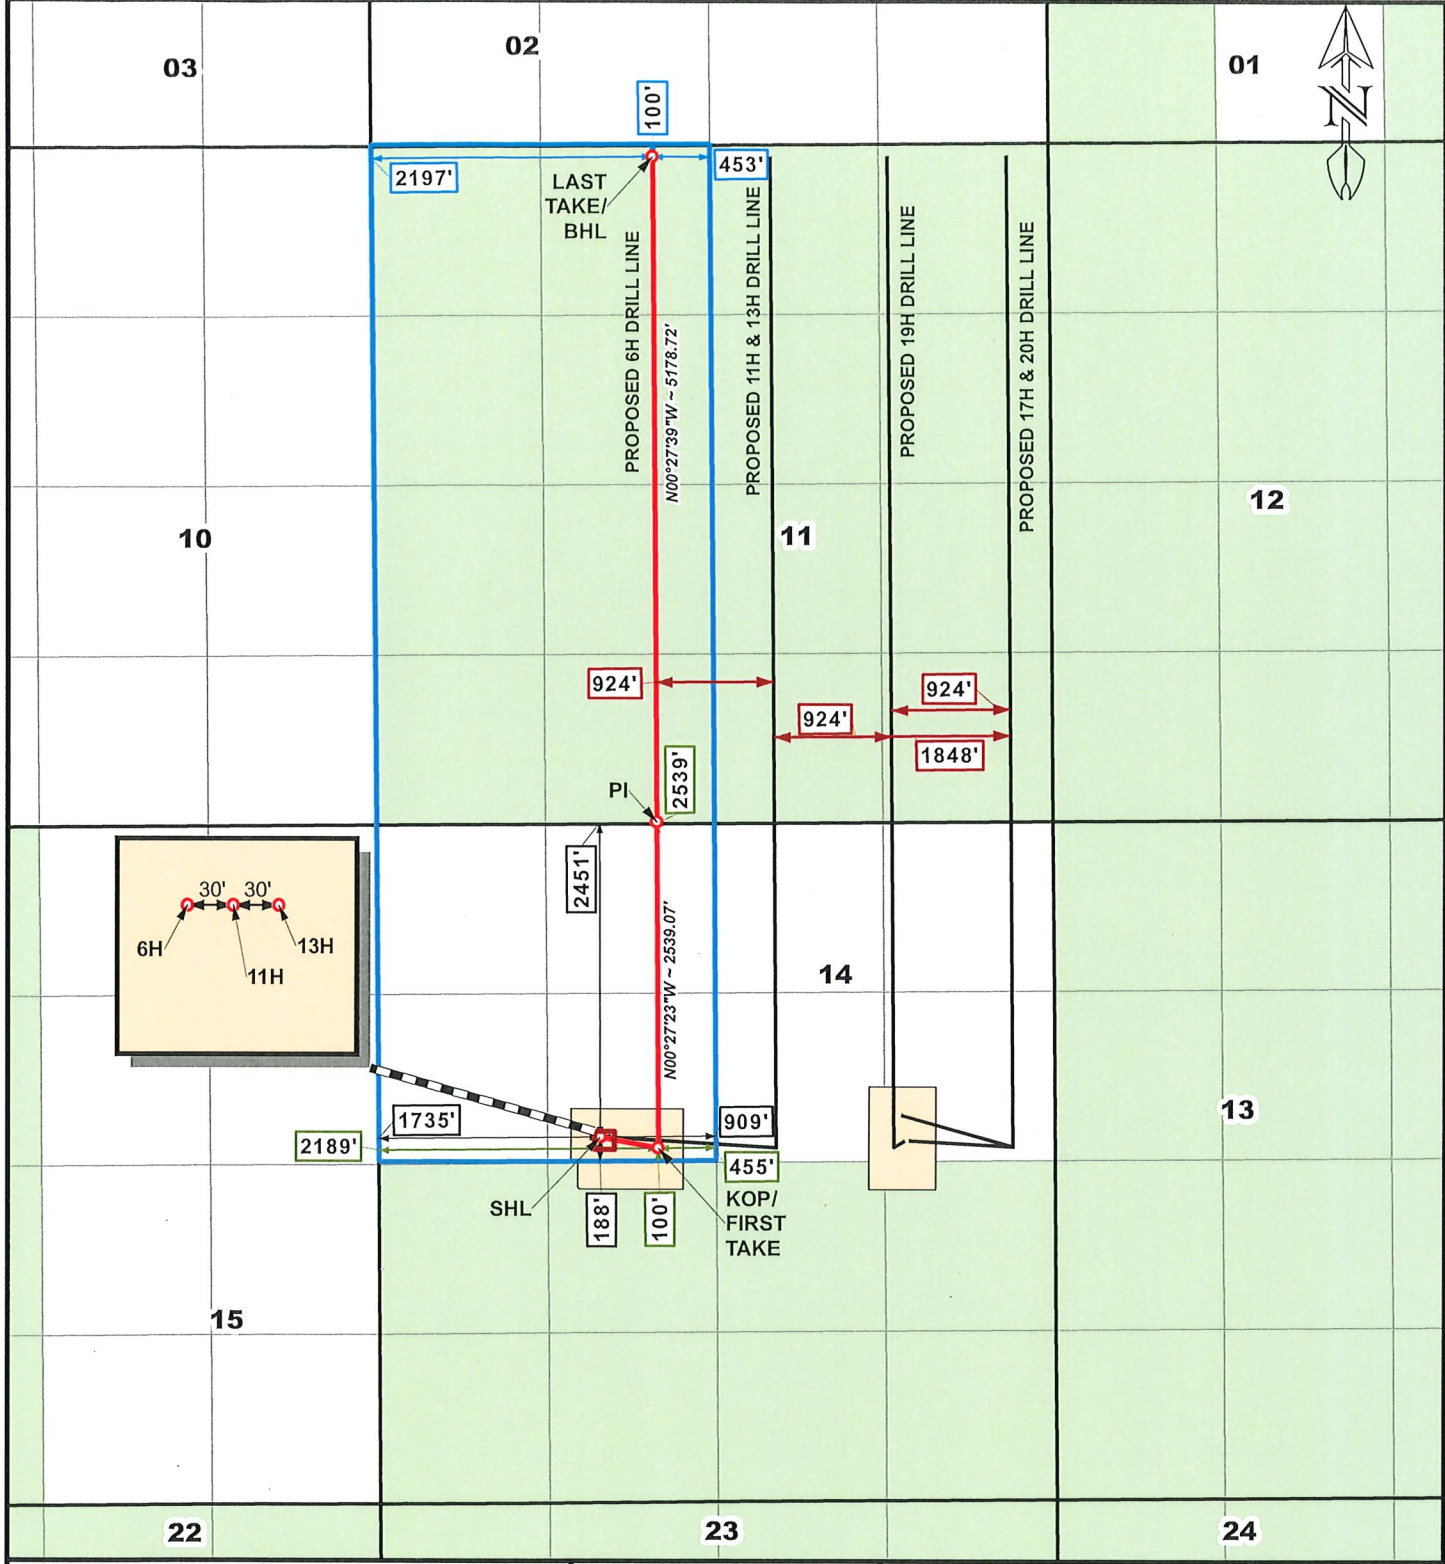 03
02
01
N
100'
2197'
453'
LAST
TAKE/
BHL
PROPOSED 6H DRILL LINE
N00°27'39"W ~ 5178.72'
PROPOSED 11H & 13H DRILL LINE
PROPOSED 19H DRILL LINE
PROPOSED 17H & 20H DRILL LINE
10
11
12
924'
924'
924'
1848'
PI
2539'
2451'
30' 30'
6H
11H
13H
N00°27'23"W ~ 2539.07'
14
13
1735'
909'
2189'
455'
SHL
188'
100'
KOP/
FIRST
TAKE
15
22
23
24